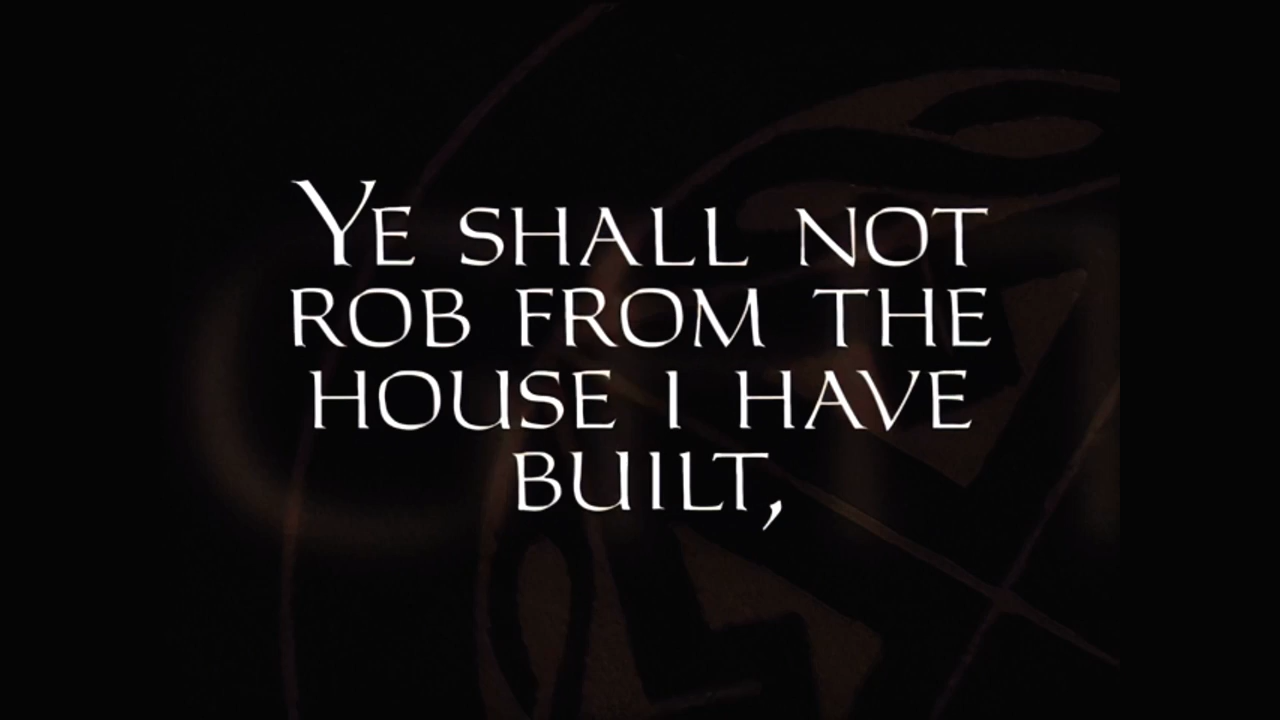 Ye shall not
rob from the
house I have
built,